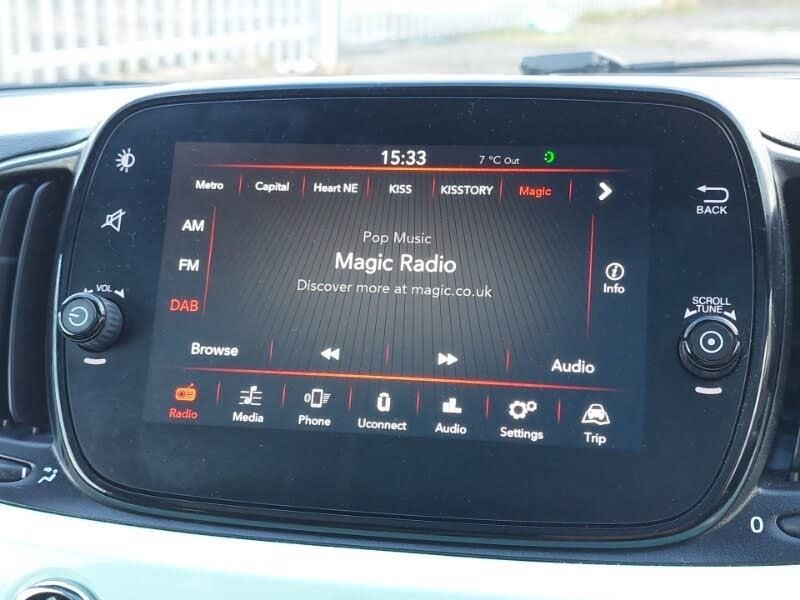 15:33 7 °C Out
Metro Capital Heart NE KISS KISSTORY Magic
BACK
AM
Pop Music
FM
Magic Radio
Info
DAB
Discover more at magic.co.uk
VOL
SCROLL
TUNE
Browse Audio
Radio Media Phone Uconnect Audio Settings Trip
0